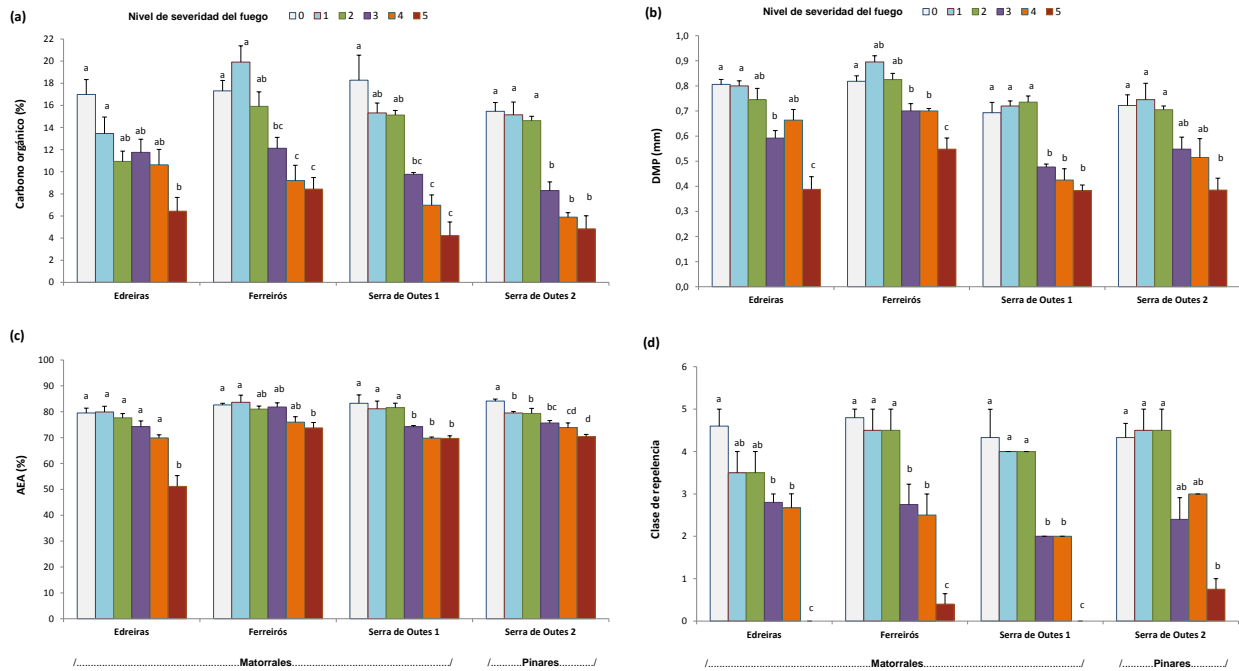 (a)
Nivel de severidad del fuego 0 1 2 3 4 5
Carbono orgánico (%)
22
20
18
16
14
12
10
8
6
4
2
0
a a ab ab ab b
a a ab bc c c
a ab ab bc c c
a a a b b b
Edreiras Ferreirós Serra de Outes 1 Serra de Outes 2
(b)
Nivel de severidad del fuego 0 1 2 3 4 5
DMP (mm)
1,0
0,9
0,8
0,7
0,6
0,5
0,4
0,3
0,2
0,1
0,0
a a ab b ab c
a ab ab b b c
a a a b b b
a a a ab ab b
Edreiras Ferreirós Serra de Outes 1 Serra de Outes 2
(c)
AEA (%)
100
90
80
70
60
50
40
30
20
10
0
a a a a a b
a a ab ab a b
a a a b b b
a b b bc cd d
Edreiras Ferreirós Serra de Outes 1 Serra de Outes 2
/..................Matorrales..................../ /..........Pinares........../
(d)
Clase de repelencia
6
5
4
3
2
1
0
a ab ab b b c
a a a b b c
a a a b b c
a a a ab ab b
Edreiras Ferreirós Serra de Outes 1 Serra de Outes 2
/..................Matorrales..................../ /..........Pinares........../